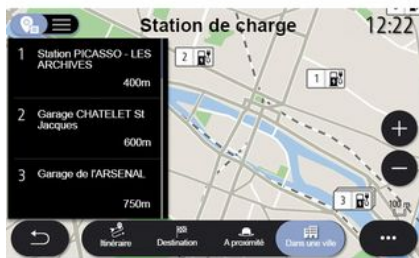 Station de charge
12:22
1 Station PICASSO - LES
ARCHIVES
400m
2 Garage CHATELET St
Jacques
600m
3 Garage de l'ARSENAL
750m
2
1
3
100
Itinéraire
Destination
A proximité
Dans une ville